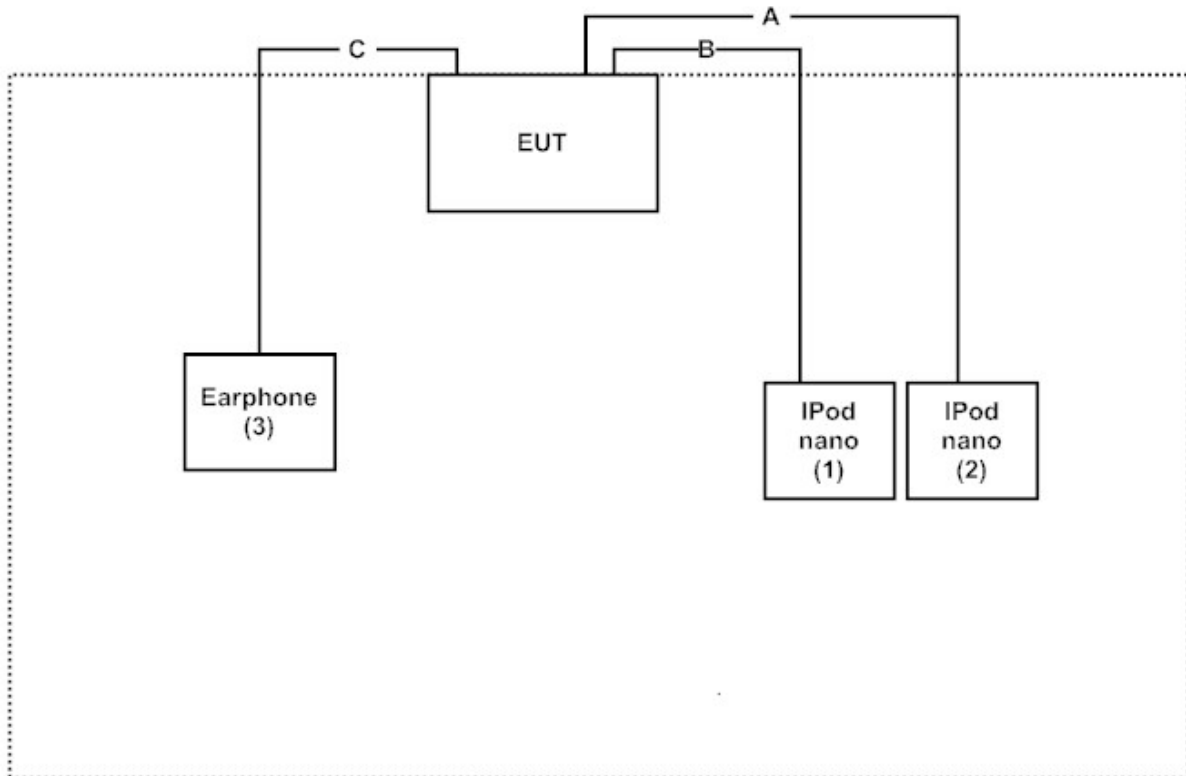 A
C
B
EUT
Earphone
(3)
IPod
nano
(1)
IPod
nano
(2)